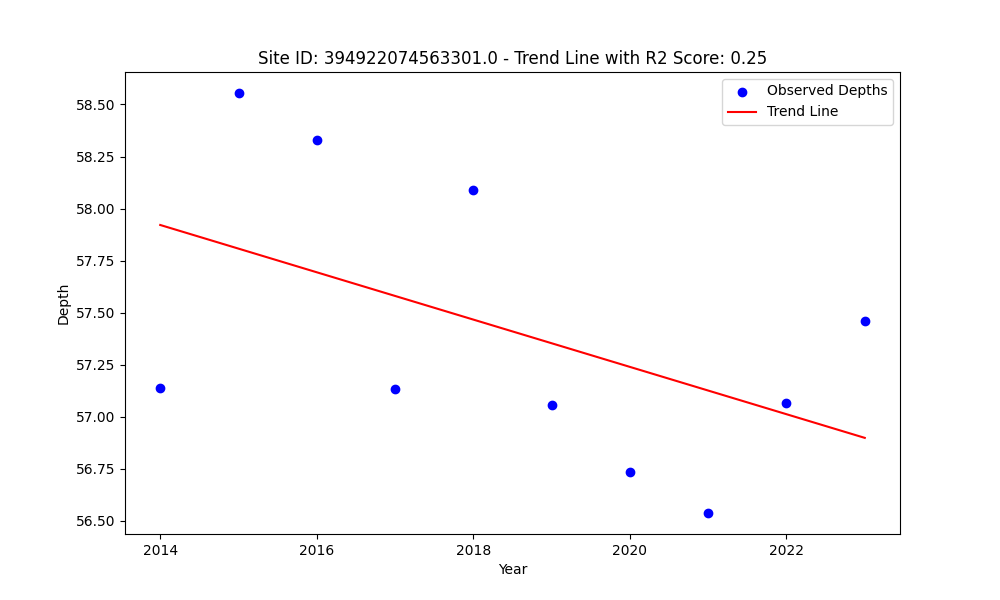 Site ID: 394922074563301.0 - Trend Line with R2 Score: 0.25
Observed Depths
Trend Line
58.50
58.25
58.00
57.75
57.50
57.25
57.00
56.75
56.50
Depth
2014
2016
2018
2020
2022
Year